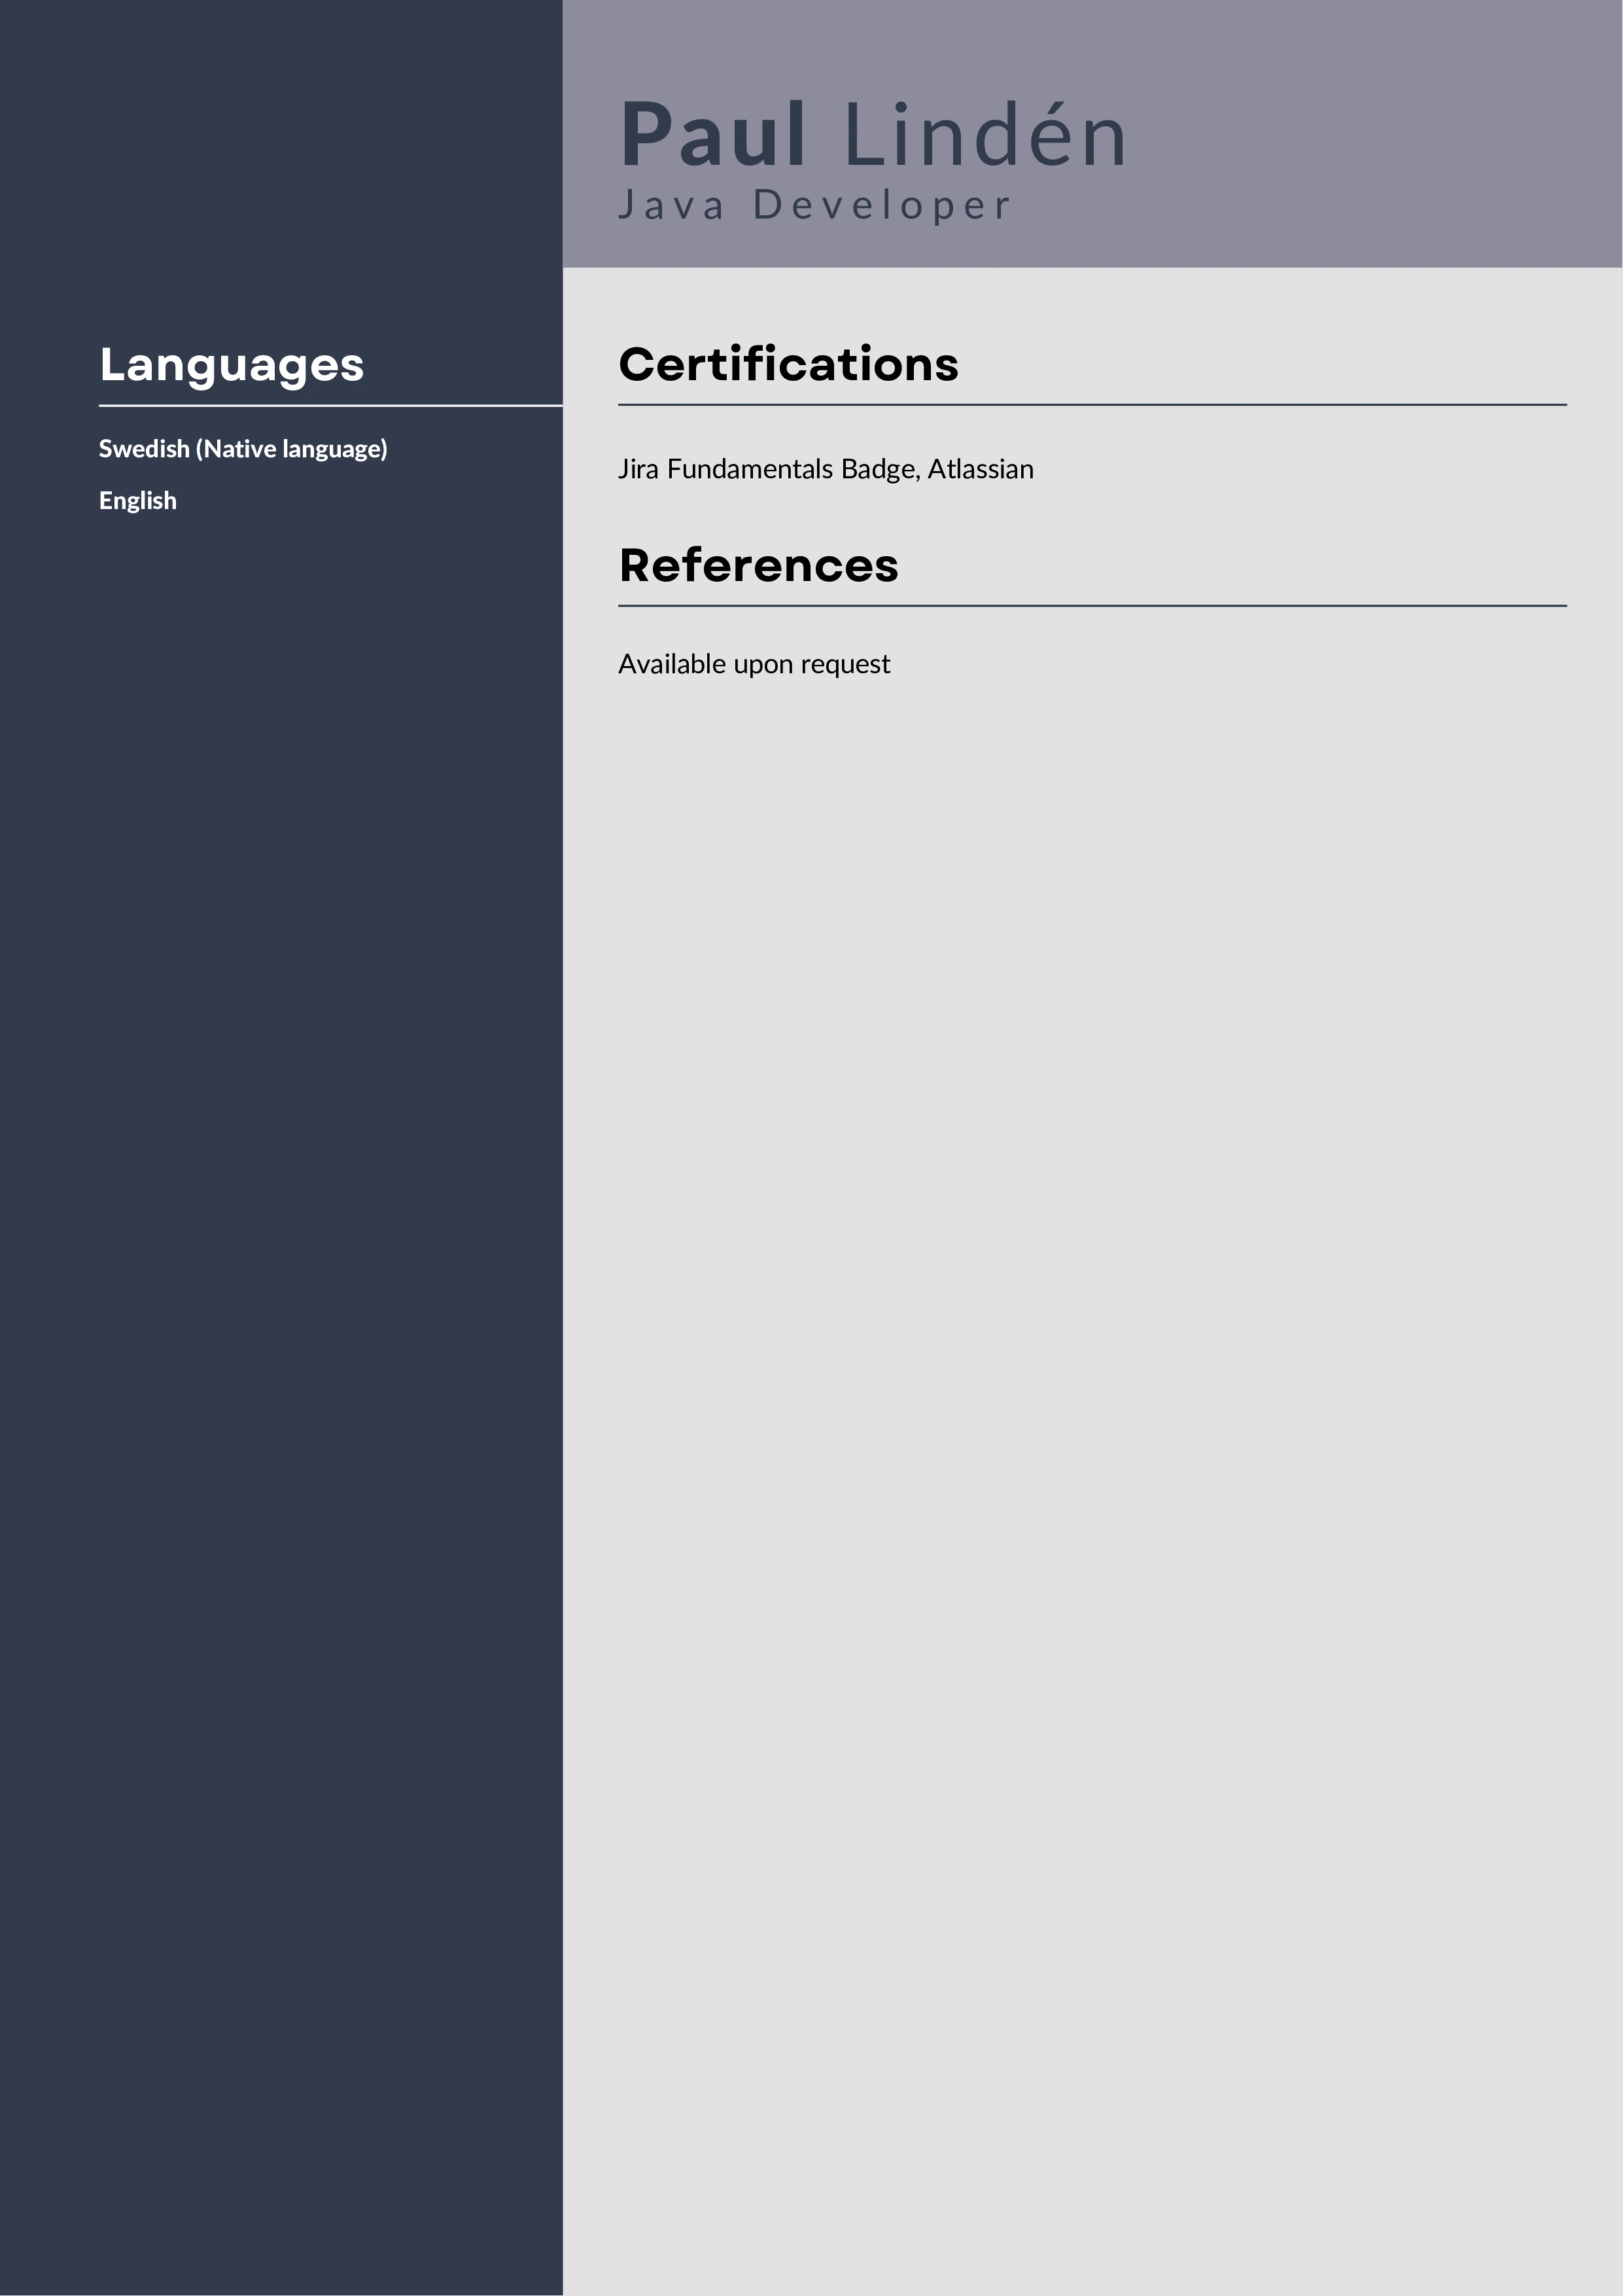 Paul Lindén
Java Developer
Languages
Swedish (Native language)
English
Certifications
Jira Fundamentals Badge, Atlassian
References
Available upon request